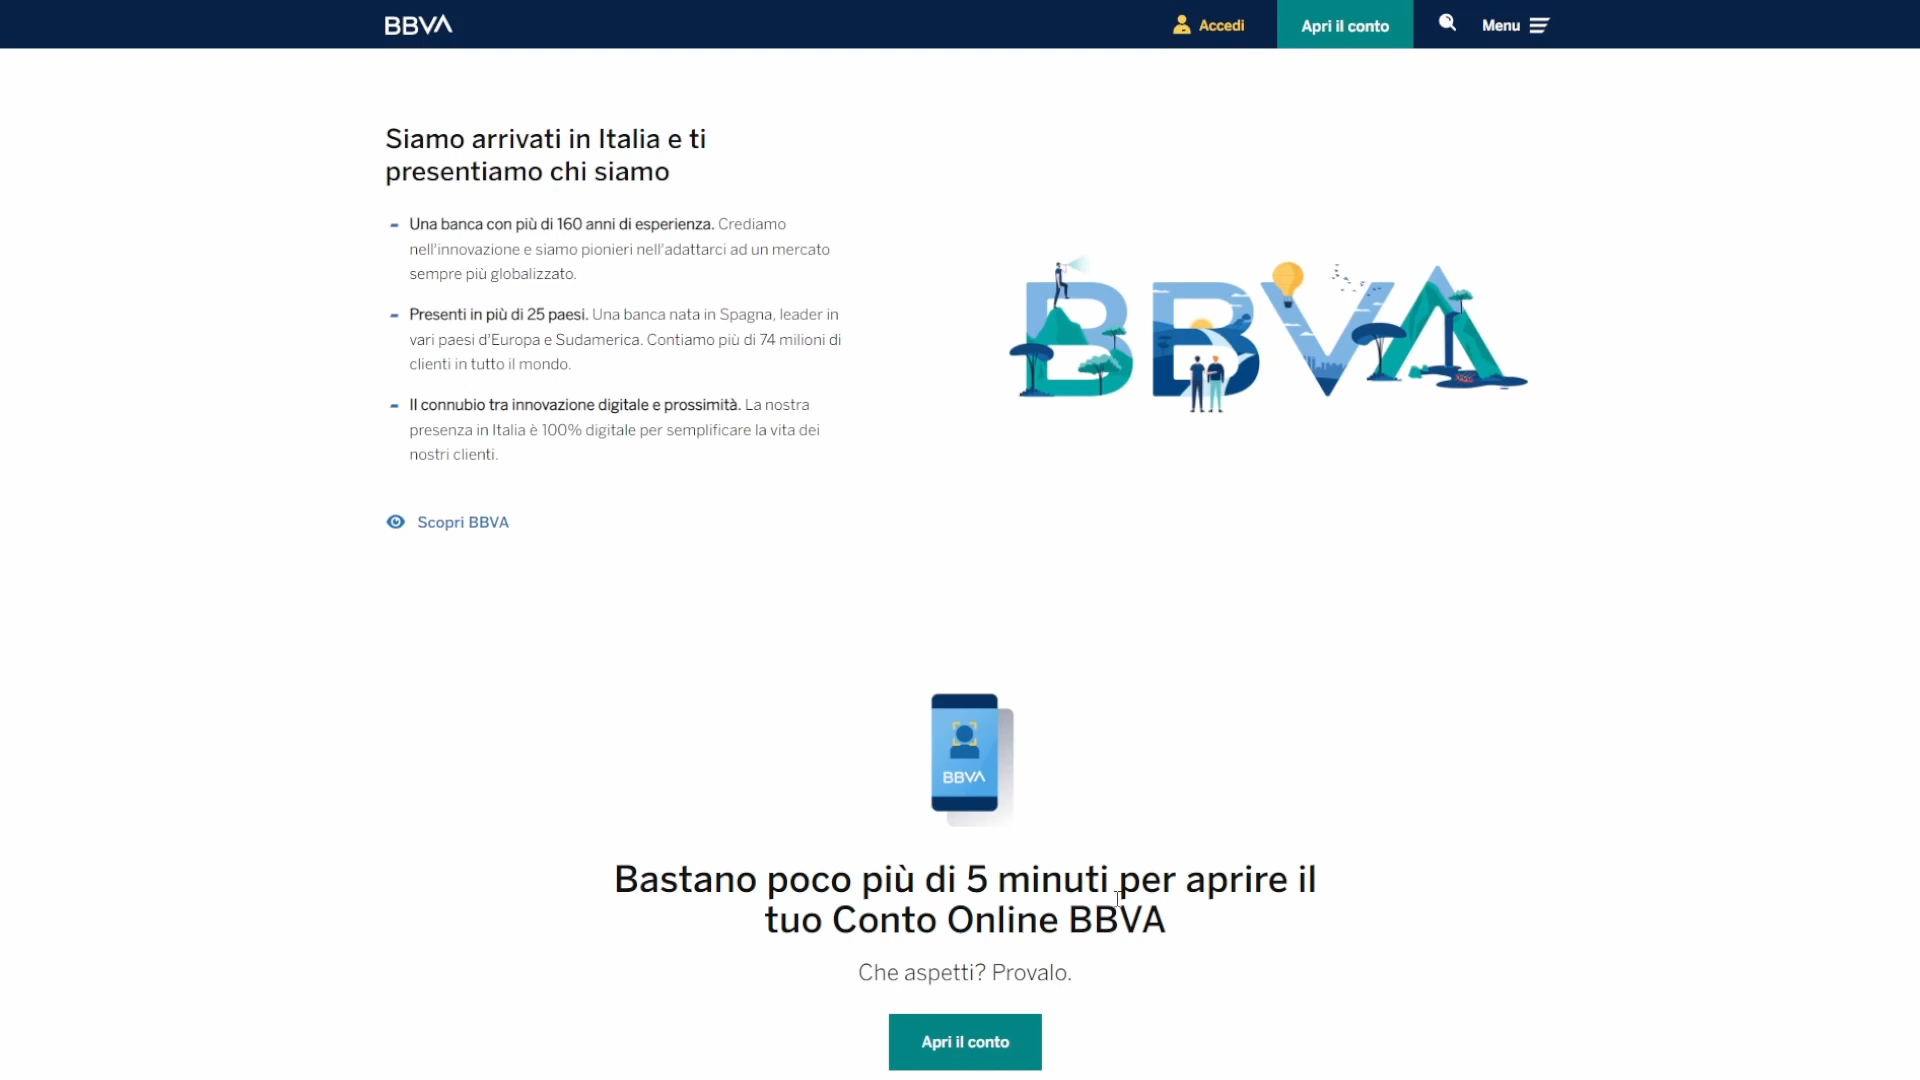 BBVA
Accedi
Apri il conto
Menu
Siamo arrivati in Italia e ti
presentiamo chi siamo
- Una banca con più di 160 anni di esperienza. Crediamo
nell'innovazione e siamo pionieri nell'adattarci ad un mercato
sempre più globalizzato.
- Presenti in più di 25 paesi. Una banca nata in Spagna, leader in
vari paesi d'Europa e Sudamerica. Contiamo più di 74 milioni di
clienti in tutto il mondo.
- Il connubio tra innovazione digitale e prossimità. La nostra
presenza in Italia è 100% digitale per semplificare la vita dei
nostri clienti.
Scopri BBVA
BBVA
BBVA
Bastano poco più di 5 minuti per aprire il
tuo Conto Online BBVA
Che aspetti? Provalo.
Apri il conto